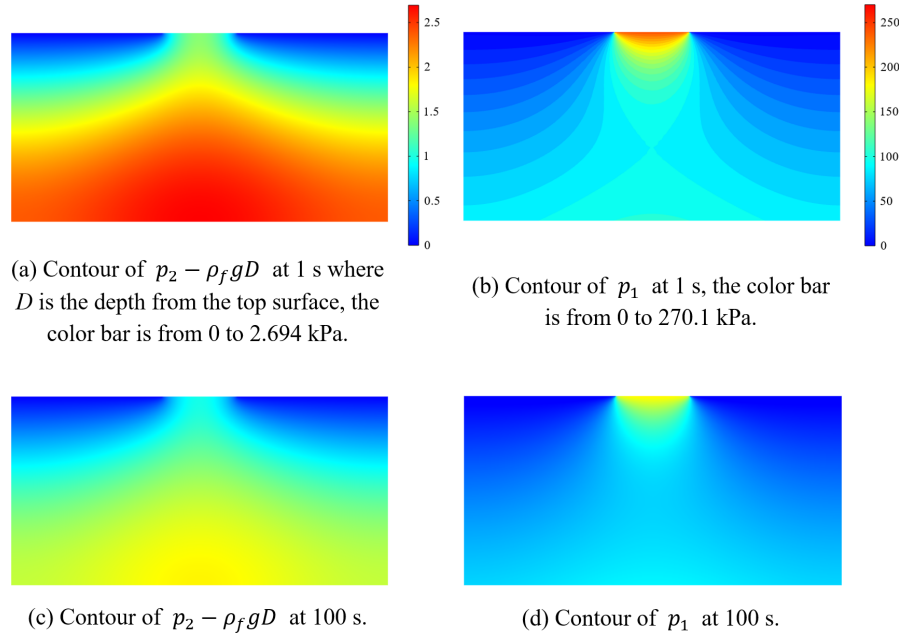 2.5
2
1.5
1
0.5
0
250
200
150
100
50
0
(a) Contour of p₂ − ρ_f gD at 1 s where
D is the depth from the top surface, the
color bar is from 0 to 2.694 kPa.
(b) Contour of p₁ at 1 s, the color bar
is from 0 to 270.1 kPa.
(c) Contour of p₂ − ρ_f gD at 100 s.
(d) Contour of p₁ at 100 s.